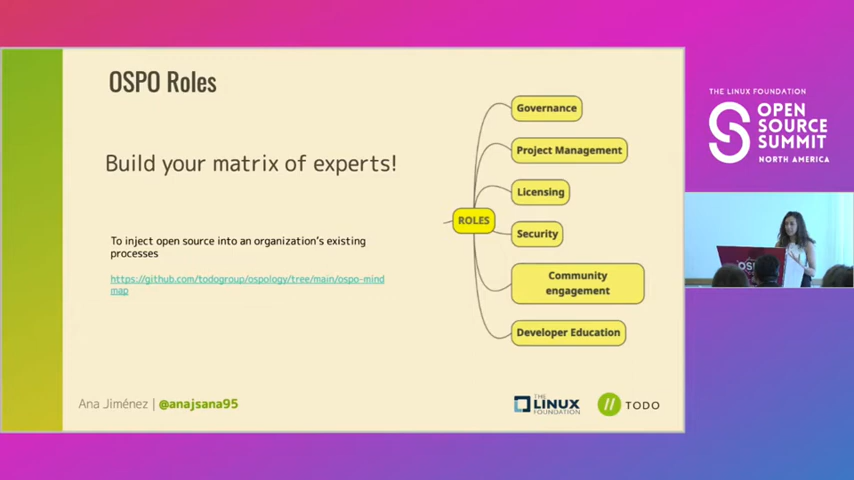 OSPO Roles
Build your matrix of experts!
To inject open source into an organization's existing
processes
https://github.com/todogroup/ospology/tree/main/ospo-mind
map
ROLES
Governance
Project Management
Licensing
Security
Community
engagement
Developer Education
Ana Jiménez | @anajsana95
THE
LINUX
FOUNDATION
// TODO
THE LINUX FOUNDATION
OPEN
SOURCE
SUMMIT
NORTH AMERICA